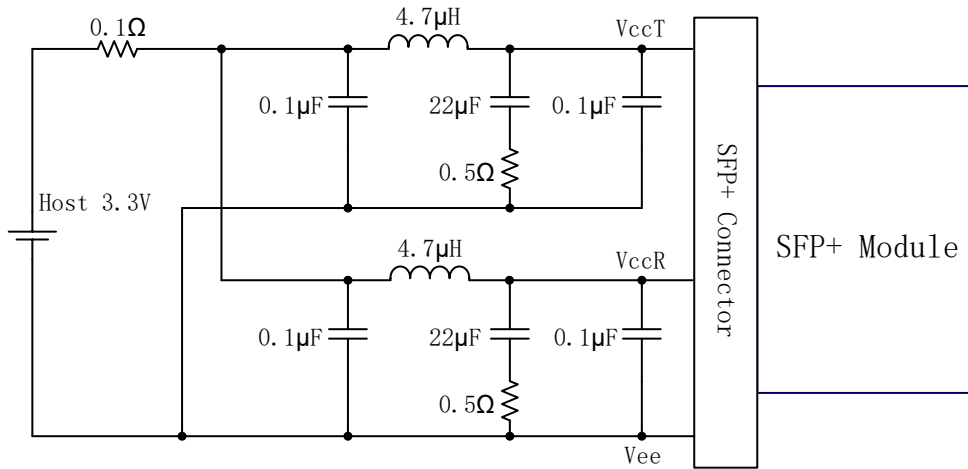 4.7μH
0.1Ω
VccT
0.1μF
22μF
0.1μF
0.5Ω
Host 3.3V
SFP+ Connector
SFP+ Module
4.7μH
VccR
0.1μF
22μF
0.1μF
0.5Ω
Vee